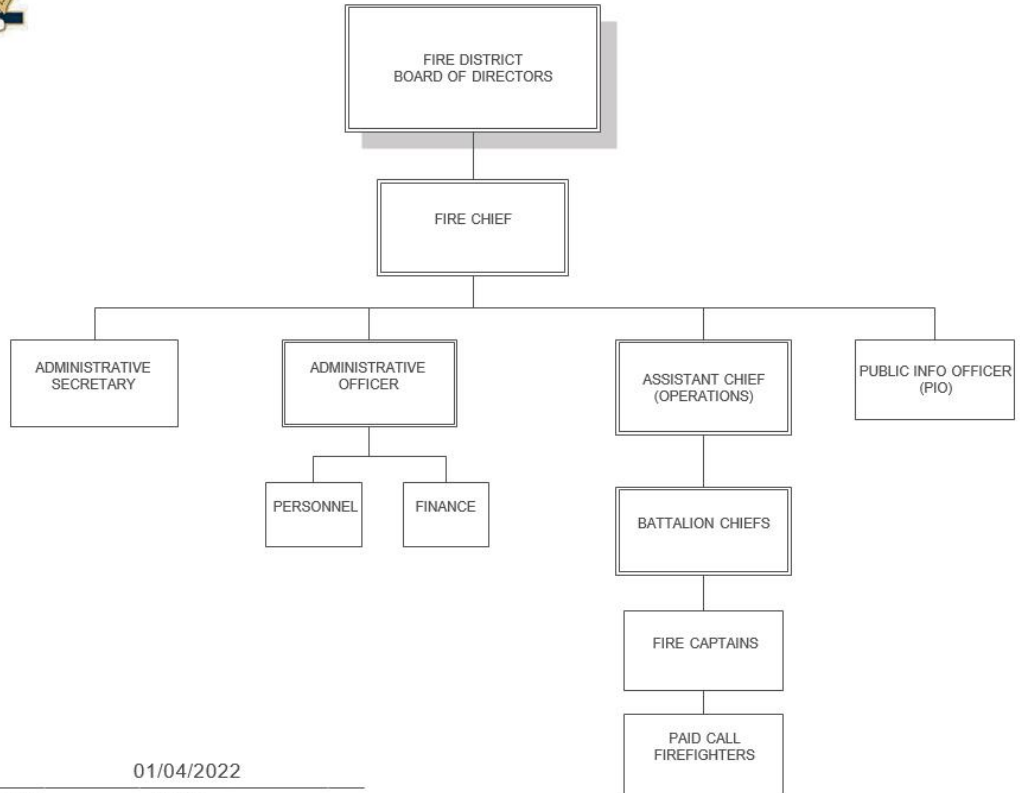 FIRE DISTRICT
BOARD OF DIRECTORS
FIRE CHIEF
ADMINISTRATIVE
SECRETARY
ADMINISTRATIVE
OFFICER
ASSISTANT CHIEF
(OPERATIONS)
PUBLIC INFO OFFICER
(PIO)
PERSONNEL
FINANCE
BATTALION CHIEFS
FIRE CAPTAINS
PAID CALL
FIREFIGHTERS
01/04/2022